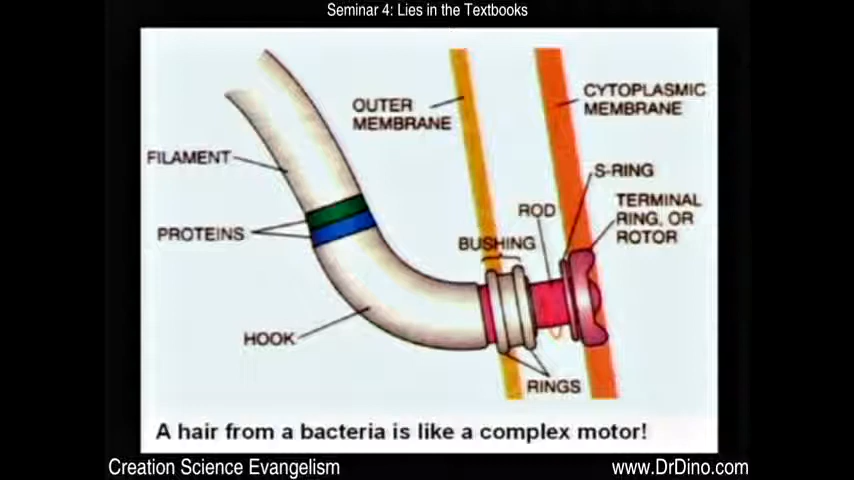 Seminar 4: Lies in the Textbooks
OUTER
MEMBRANE
CYTOPLASMIC
MEMBRANE
FILAMENT
S-RING
TERMINAL
RING, OR
ROTOR
ROD
PROTEINS
BUSHING
HOOK
RINGS
A hair from a bacteria is like a complex motor!
Creation Science Evangelism
www.DrDino.com